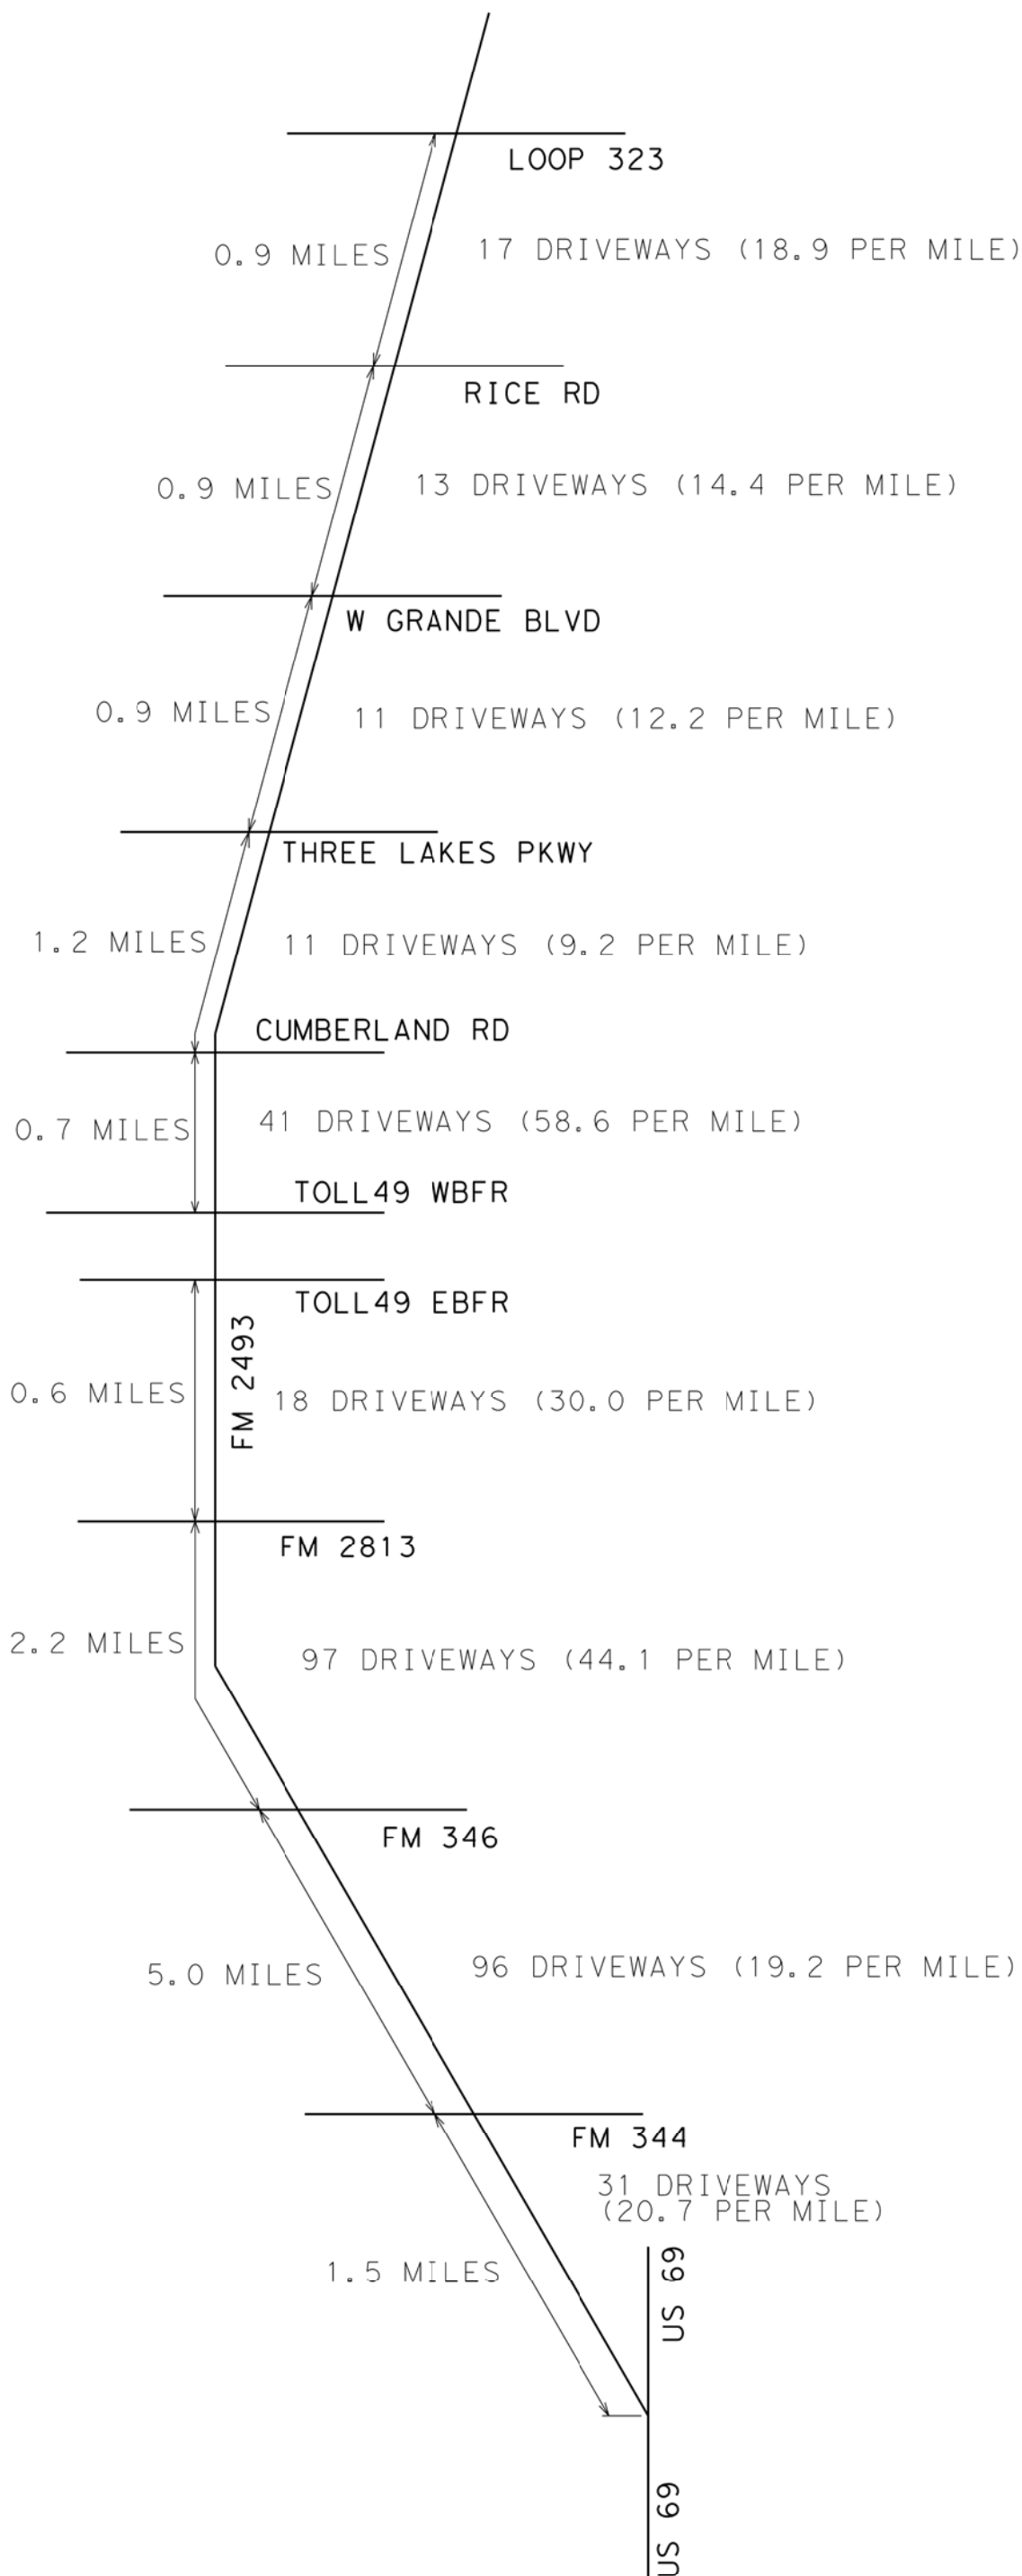 LOOP 323
0.9 MILES
17 DRIVEWAYS (18.9 PER MILE)
RICE RD
0.9 MILES
13 DRIVEWAYS (14.4 PER MILE)
W GRANDE BLVD
0.9 MILES
11 DRIVEWAYS (12.2 PER MILE)
THREE LAKES PKWY
1.2 MILES
11 DRIVEWAYS (9.2 PER MILE)
CUMBERLAND RD
0.7 MILES
41 DRIVEWAYS (58.6 PER MILE)
TOLL49 WBFR
TOLL49 EBFR
FM 2493
0.6 MILES
18 DRIVEWAYS (30.0 PER MILE)
FM 2813
2.2 MILES
97 DRIVEWAYS (44.1 PER MILE)
FM 346
5.0 MILES
96 DRIVEWAYS (19.2 PER MILE)
FM 344
31 DRIVEWAYS
(20.7 PER MILE)
1.5 MILES
US 69
US 69